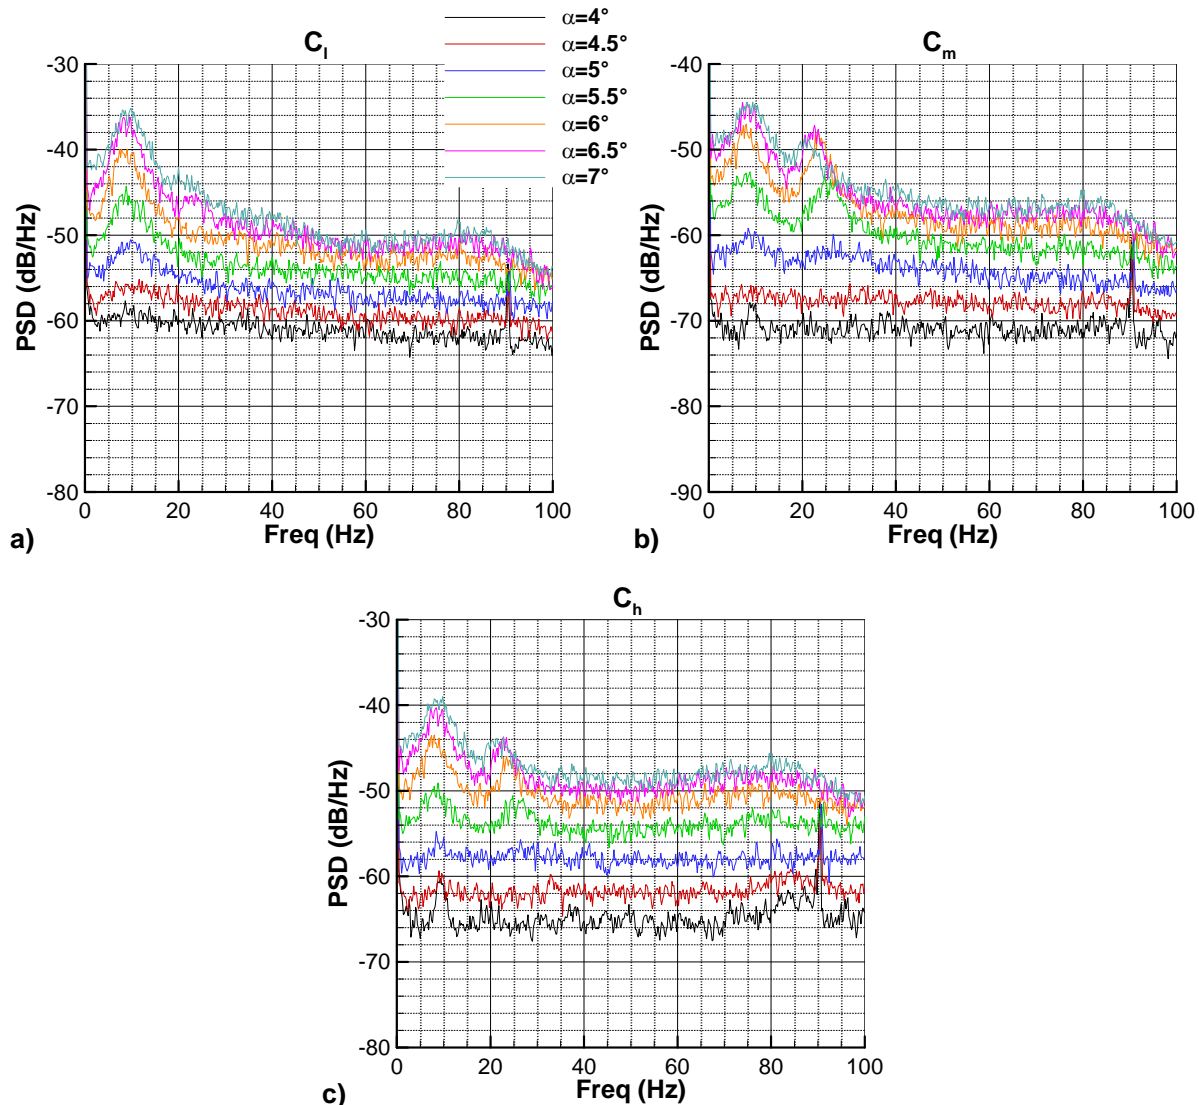 α=4°
α=4.5°
α=5°
α=5.5°
α=6°
α=6.5°
α=7°
C_l
PSD (dB/Hz)
-30
-40
-50
-60
-70
-80
0
20
40
60
80
100
Freq (Hz)
a)
C_m
PSD (dB/Hz)
-40
-50
-60
-70
-80
-90
0
20
40
60
80
100
Freq (Hz)
b)
C_h
PSD (dB/Hz)
-30
-40
-50
-60
-70
-80
0
20
40
60
80
100
Freq (Hz)
c)